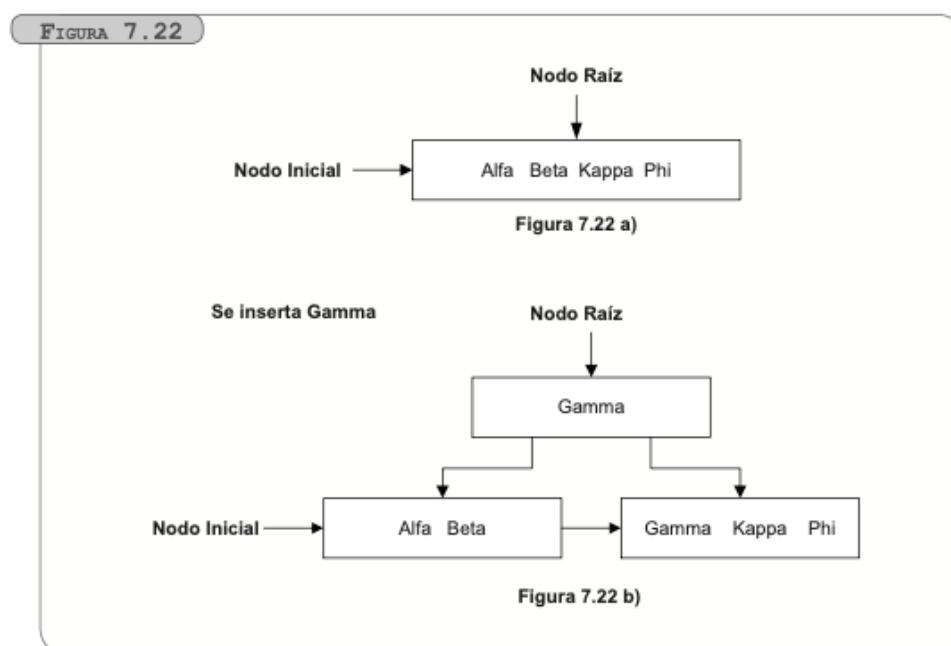 FIGURA 7.22
Nodo Raíz
Nodo Inicial
Alfa Beta Kappa Phi
Figura 7.22 a)
Se inserta Gamma
Nodo Raíz
Gamma
Nodo Inicial
Alfa Beta
Gamma Kappa Phi
Figura 7.22 b)